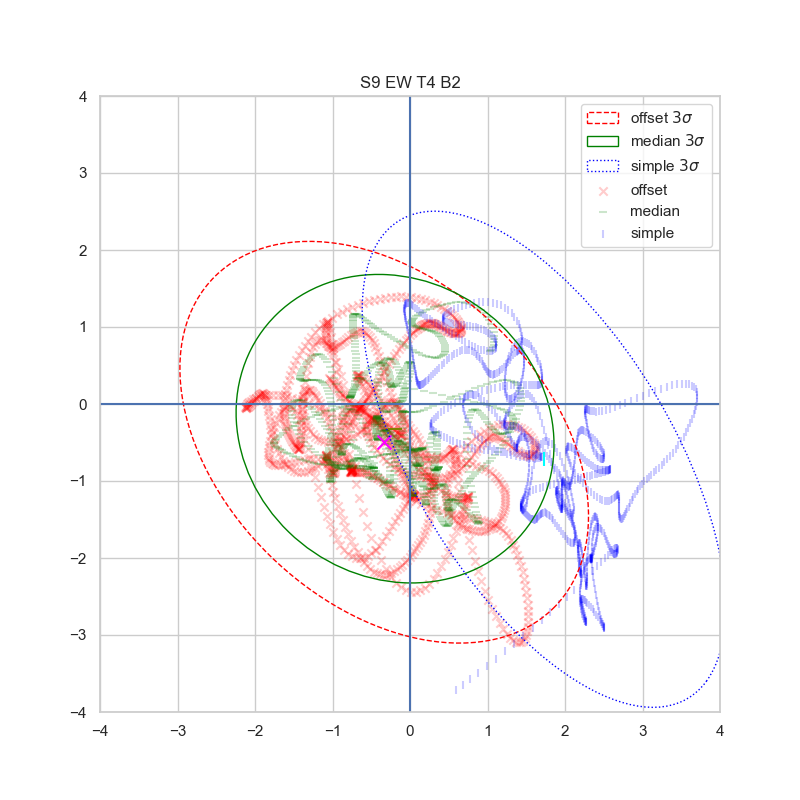 S9 EW T4 B2
offset 3σ
median 3σ
simple 3σ
offset
median
simple
4
3
2
1
0
−1
−2
−3
−4
−4 −3 −2 −1 0 1 2 3 4